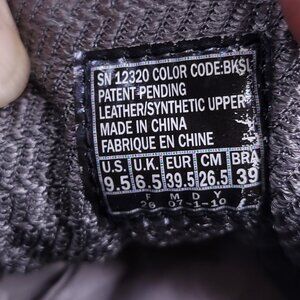 SN 12320 COLOR CODE:BKSL
PATENT PENDING
LEATHER/SYNTHETIC UPPER
MADE IN CHINA
FABRIQUE EN CHINE
U.S. U.K. EUR CM BRA
9.5 6.5 39.5 26.5 39
F M D